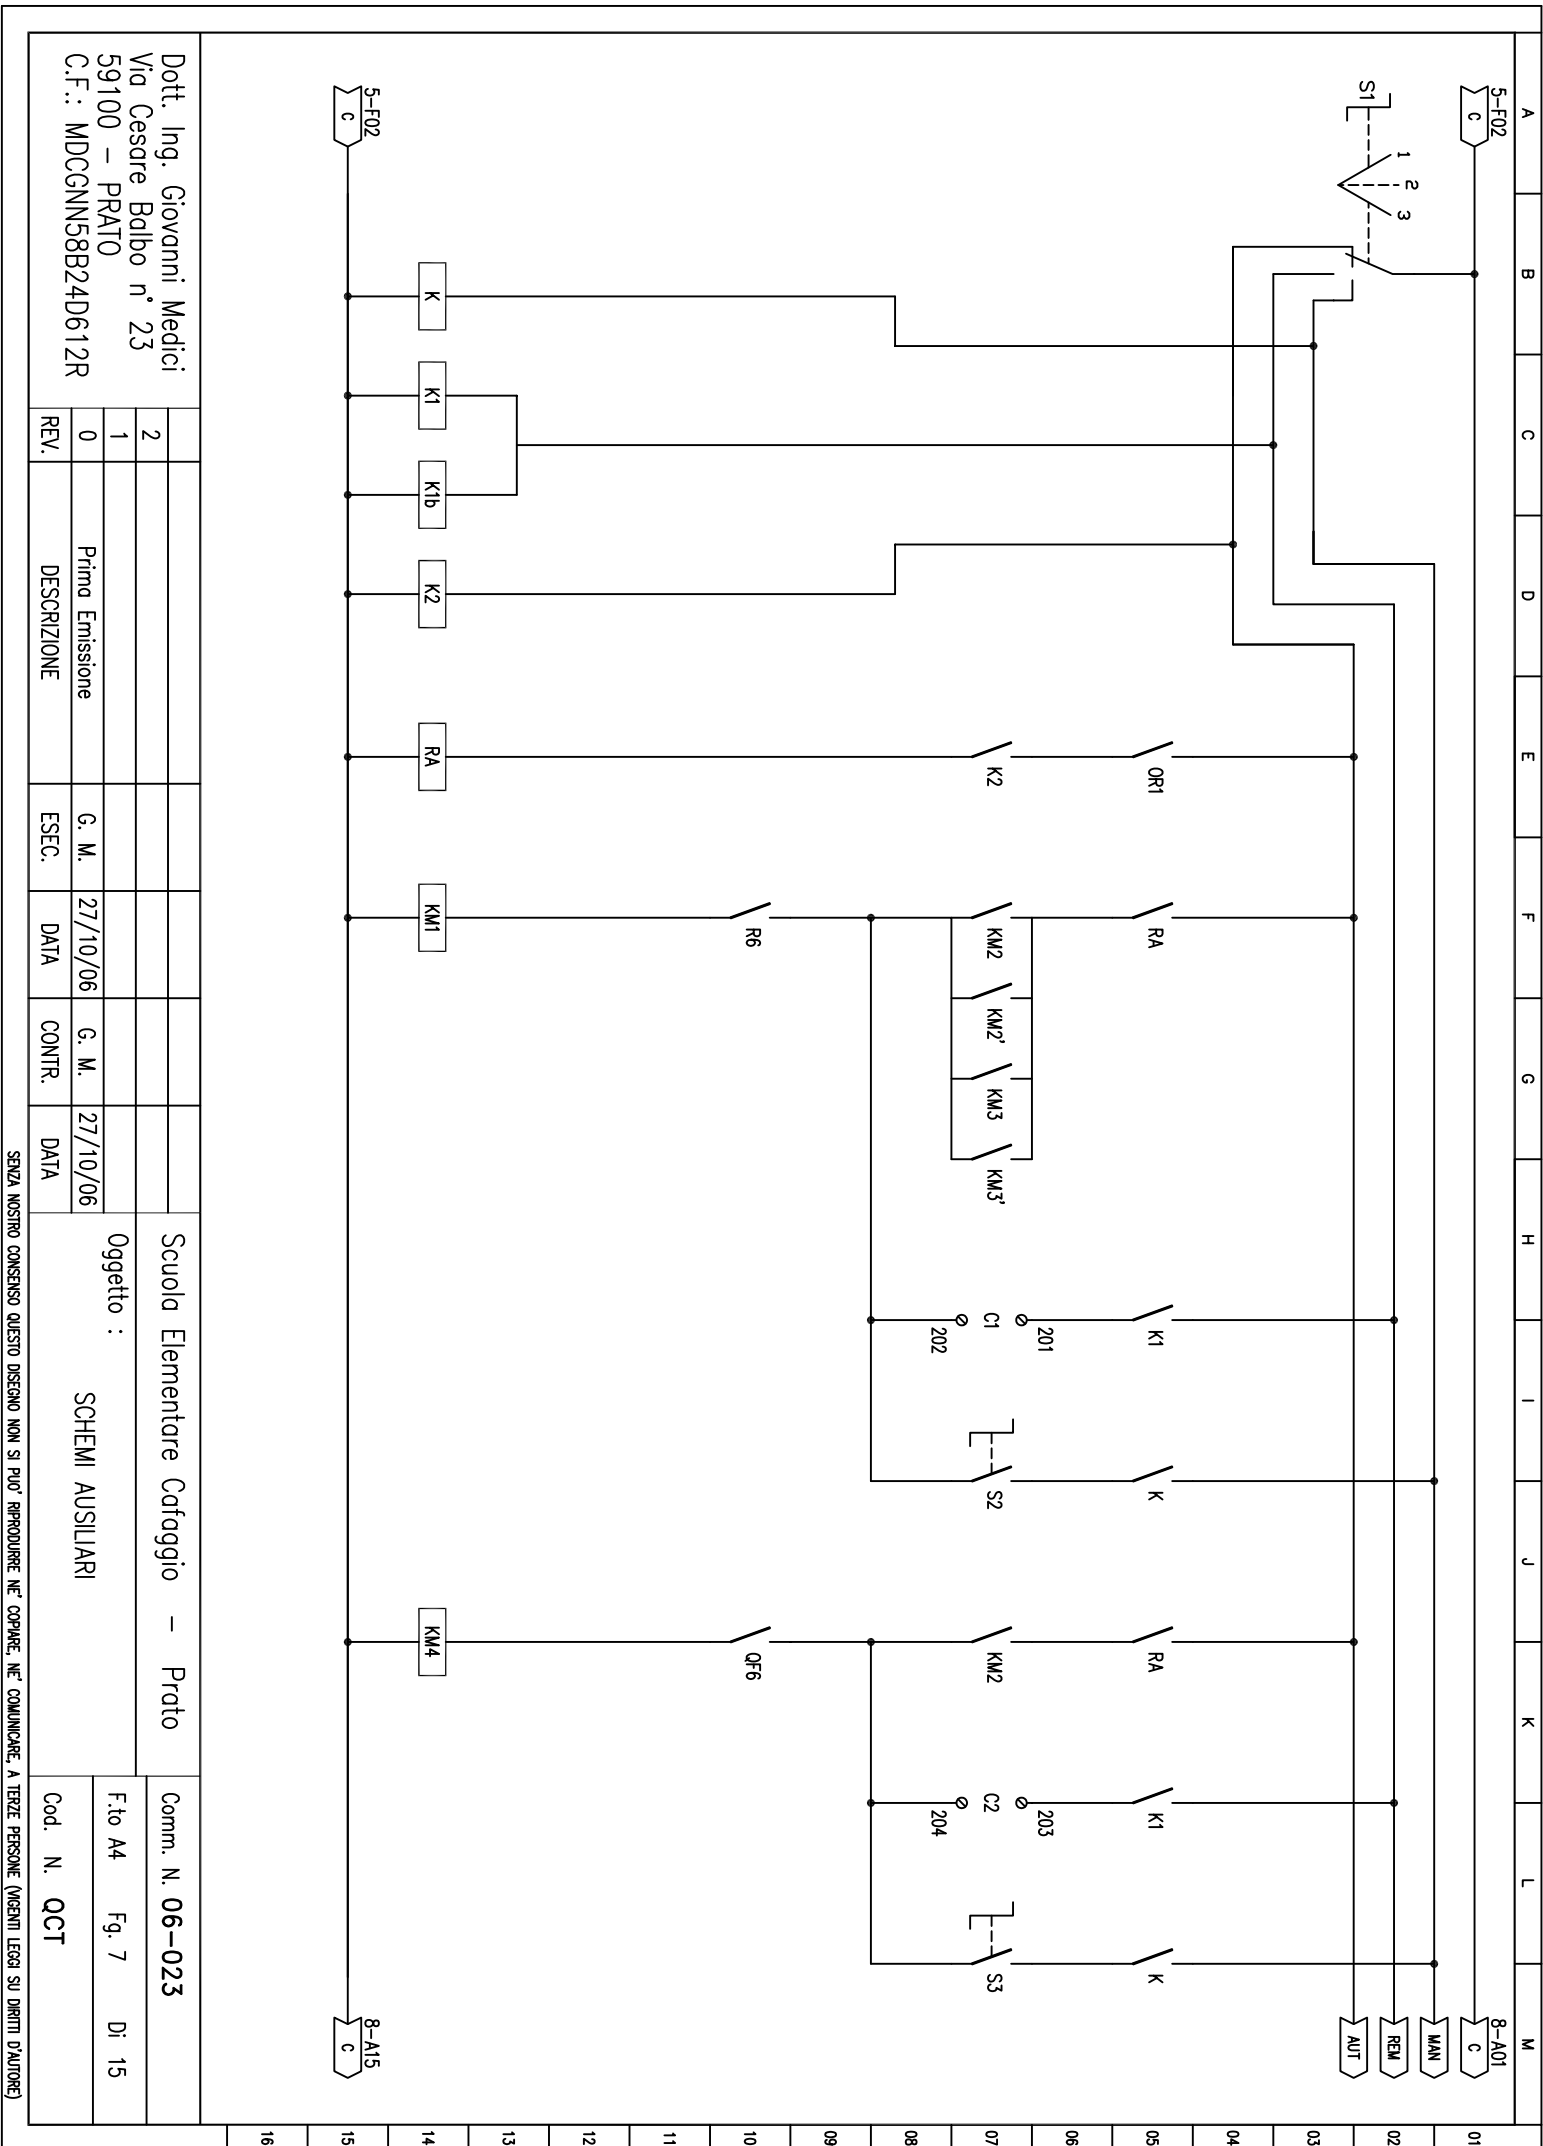 A B C D E F G H I J K L M
01
02
03
04
05
06
07
08
09
10
11
12
13
14
15
16
5-F02
C
8-A01
C
MAN
REM
AUT
S1
1 2 3
OR1 RA K1 K RA K1 K
K2 KM2 KM2' KM3 KM3'
201
C1
202
S2
KM2
203
C2
204
S3
R6 QF6
K K1 K1b K2 RA KM1 KM4
5-F02
C
8-A15
C
Dott. Ing. Giovanni Medici
Via Cesare Balbo n° 23
59100 - PRATO
C.F.: MDCGNN58B24D612R
2
1
0 Prima Emissione G. M. 27/10/06 G. M. 27/10/06
REV. DESCRIZIONE ESEC. DATA CONTR. DATA
Scuola Elementare Cafaggio - Prato
Oggetto :
SCHEMI AUSILIARI
Comm. N. 06-023
F.to A4 Fg. 7 Di 15
Cod. N. QCT
SENZA NOSTRO CONSENSO QUESTO DISEGNO NON SI PUO' RIPRODURRE NE' COPIARE, NE' COMUNICARE, A TERZE PERSONE (VIGENTI LEGGI SU DIRITTI D'AUTORE)